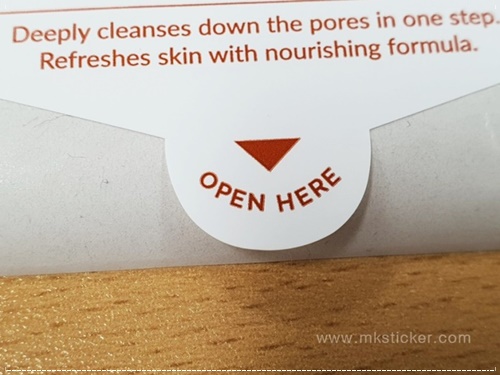 Deeply cleanses down the pores in one step.
Refreshes skin with nourishing formula.
OPEN HERE
www.mksticker.com